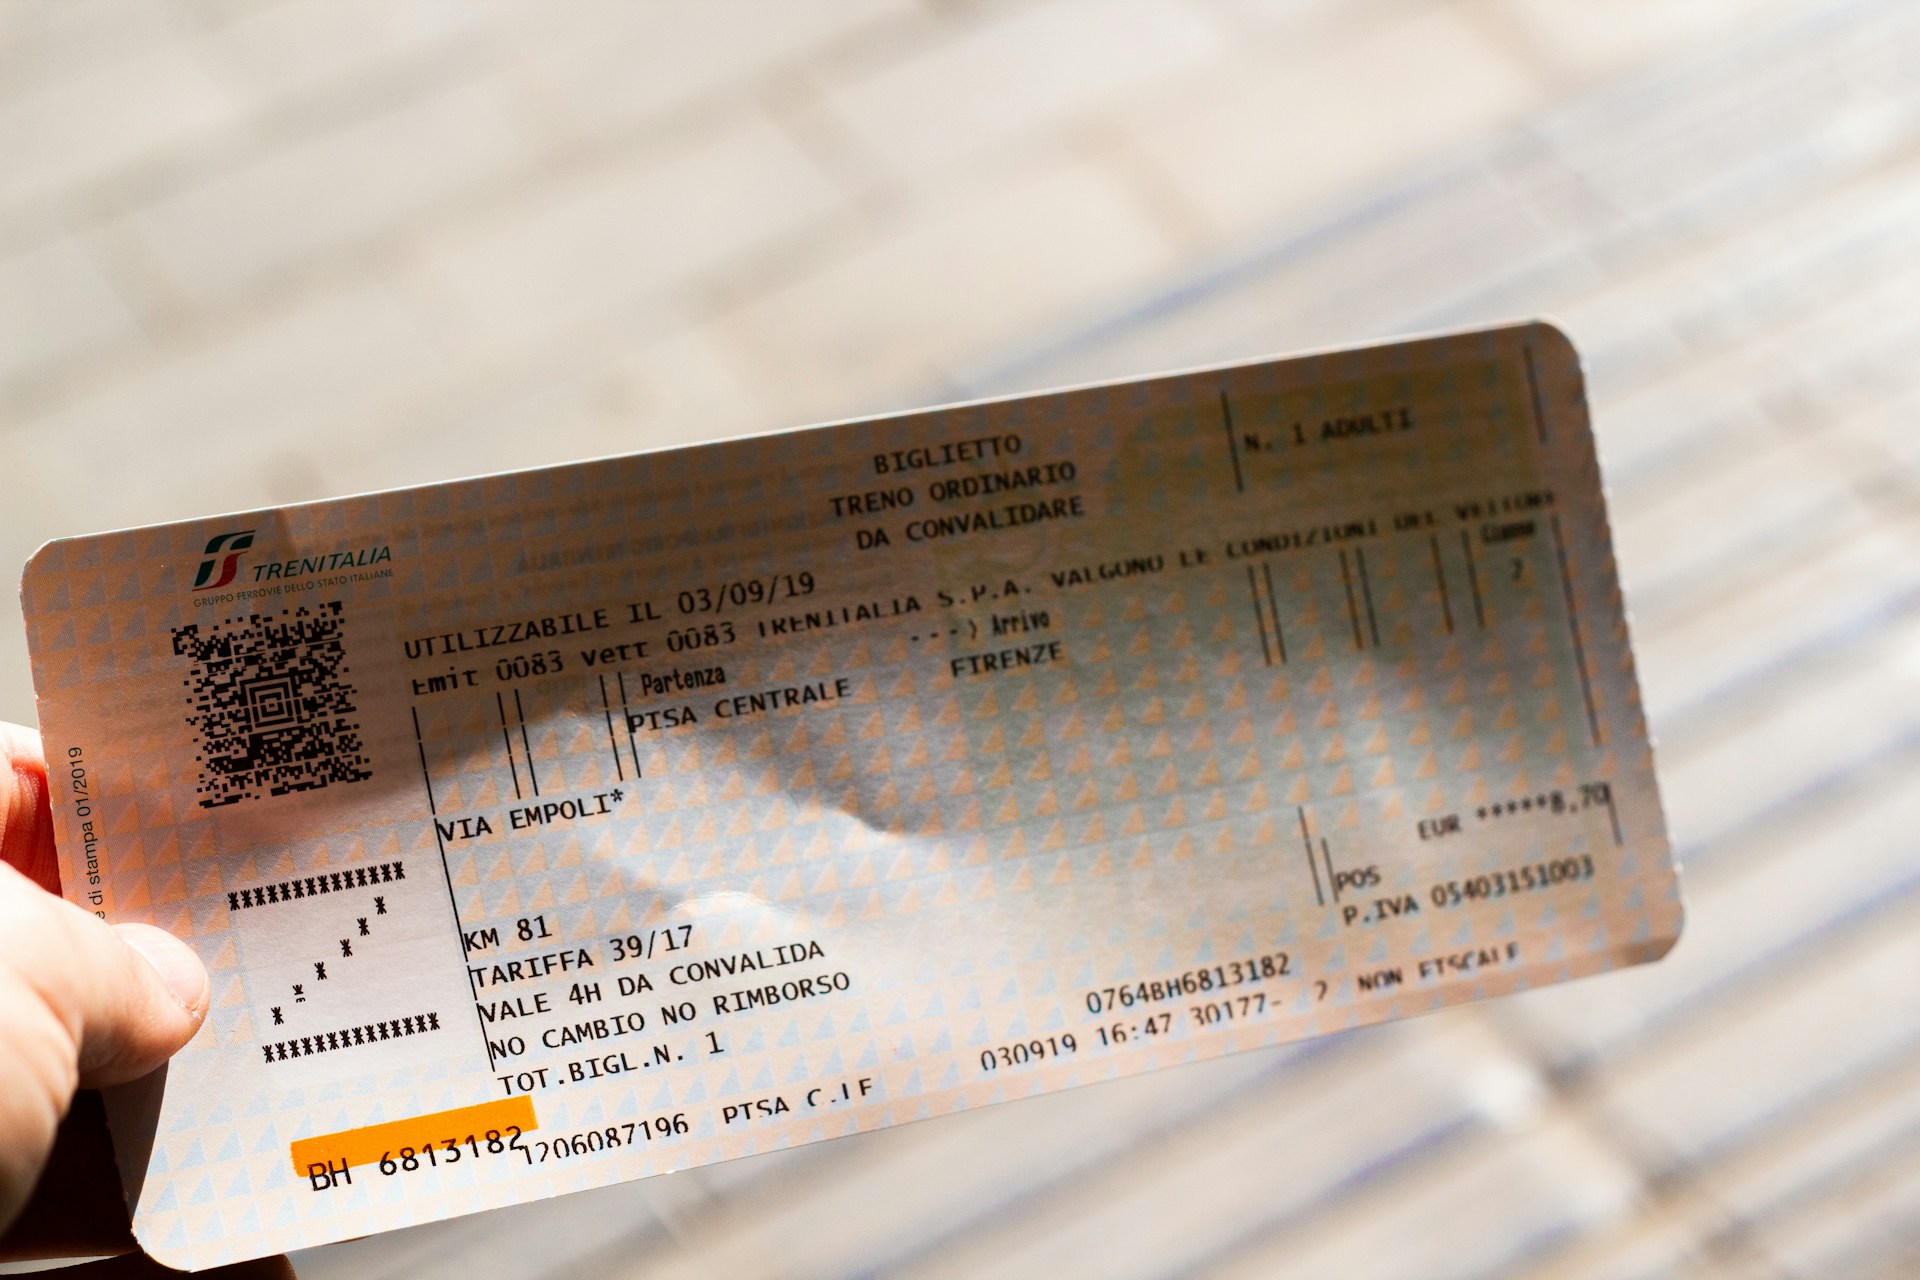 BIGLIETTO
TRENO ORDINARIO
DA CONVALIDARE
N. 1 ADULTI
TRENITALIA
GRUPPO FERROVIE DELLO STATO ITALIANE
UTILIZZABILE IL 03/09/19
Emit 0083 Vett 0083 TRENITALIA S.P.A. VALGONO LE CONDIZIONI DEL VETTORE
Partenza ---> Arrivo Classe
PISA CENTRALE FIRENZE 2
VIA EMPOLI*
EUR *****8,70
POS
P.IVA 05403151003
*************
*
*
*
*
*
*
*************
KM 81
TARIFFA 39/17
VALE 4H DA CONVALIDA
NO CAMBIO NO RIMBORSO
TOT.BIGL.N. 1
0764BH6813182
030919 16:47 30177- NON FISCALE
BH 6813182
1206087196 PISA C.LE
e di stampa 01/2019